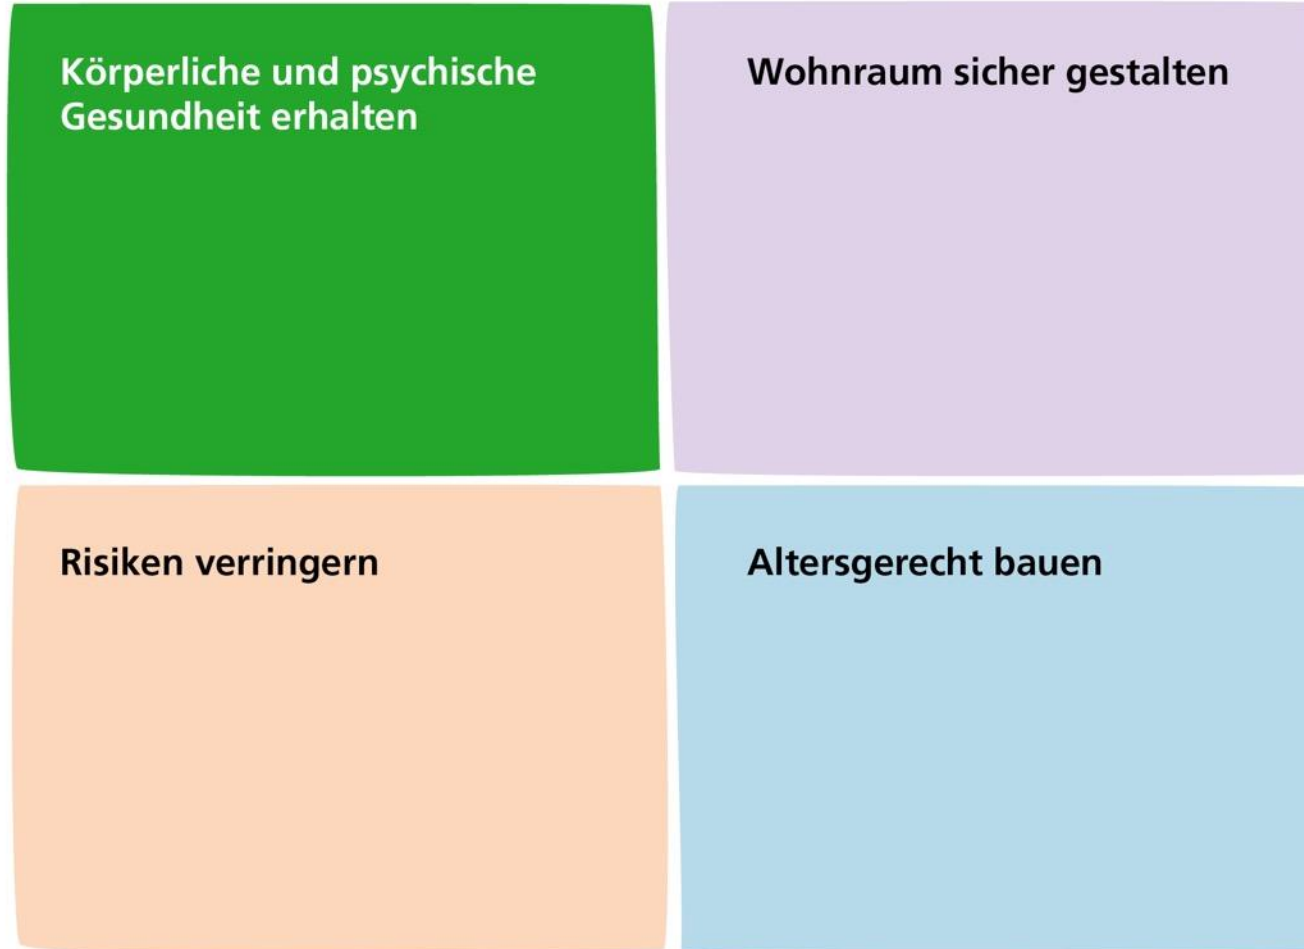 Körperliche und psychische
Gesundheit erhalten
Wohnraum sicher gestalten
Risiken verringern
Altersgerecht bauen